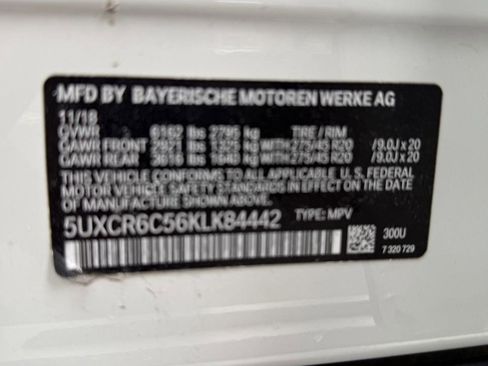 MFD BY BAYERISCHE MOTOREN WERKE AG
11/18
GVWR 6162 lbs 2795 kg TIRE / RIM
GAWR FRONT 2921 lbs 1325 kg WITH 275/45 R20 /9.0J x 20
GAWR REAR 3616 lbs 1640 kg WITH 275/45 R20 /9.0J x 20
THIS VEHICLE CONFORMS TO ALL APPLICABLE U.S. FEDERAL
MOTOR VEHICLE SAFETY STANDARDS IN EFFECT ON THE DATE
OF MANUFACTURE SHOWN ABOVE.
5UXCR6C56KLK84442 TYPE: MPV
300U
7 320 729